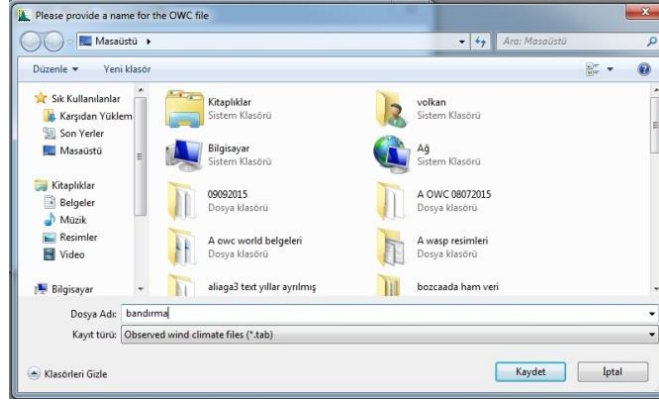 Please provide a name for the OWC file
Masaüstü
Ara: Masaüstü
Düzenle
Yeni klasör
Sık Kullanılanlar
Karşıdan Yüklem
Son Yerler
Masaüstü
Kitaplıklar
Belgeler
Müzik
Resimler
Video
Bilgisayar
Kitaplıklar
Sistem Klasörü
volkan
Sistem Klasörü
Bilgisayar
Sistem Klasörü
Ağ
Sistem Klasörü
09092015
Dosya klasörü
A OWC 08072015
Dosya klasörü
A owc world belgeleri
Dosya klasörü
A wasp resimleri
Dosya klasörü
aliaga3 text yıllar ayrılmış
bozcaada ham veri
Dosya Adı: bandırma
Kayıt türü: Observed wind climate files (*.tab)
Klasörleri Gizle
Kaydet
İptal